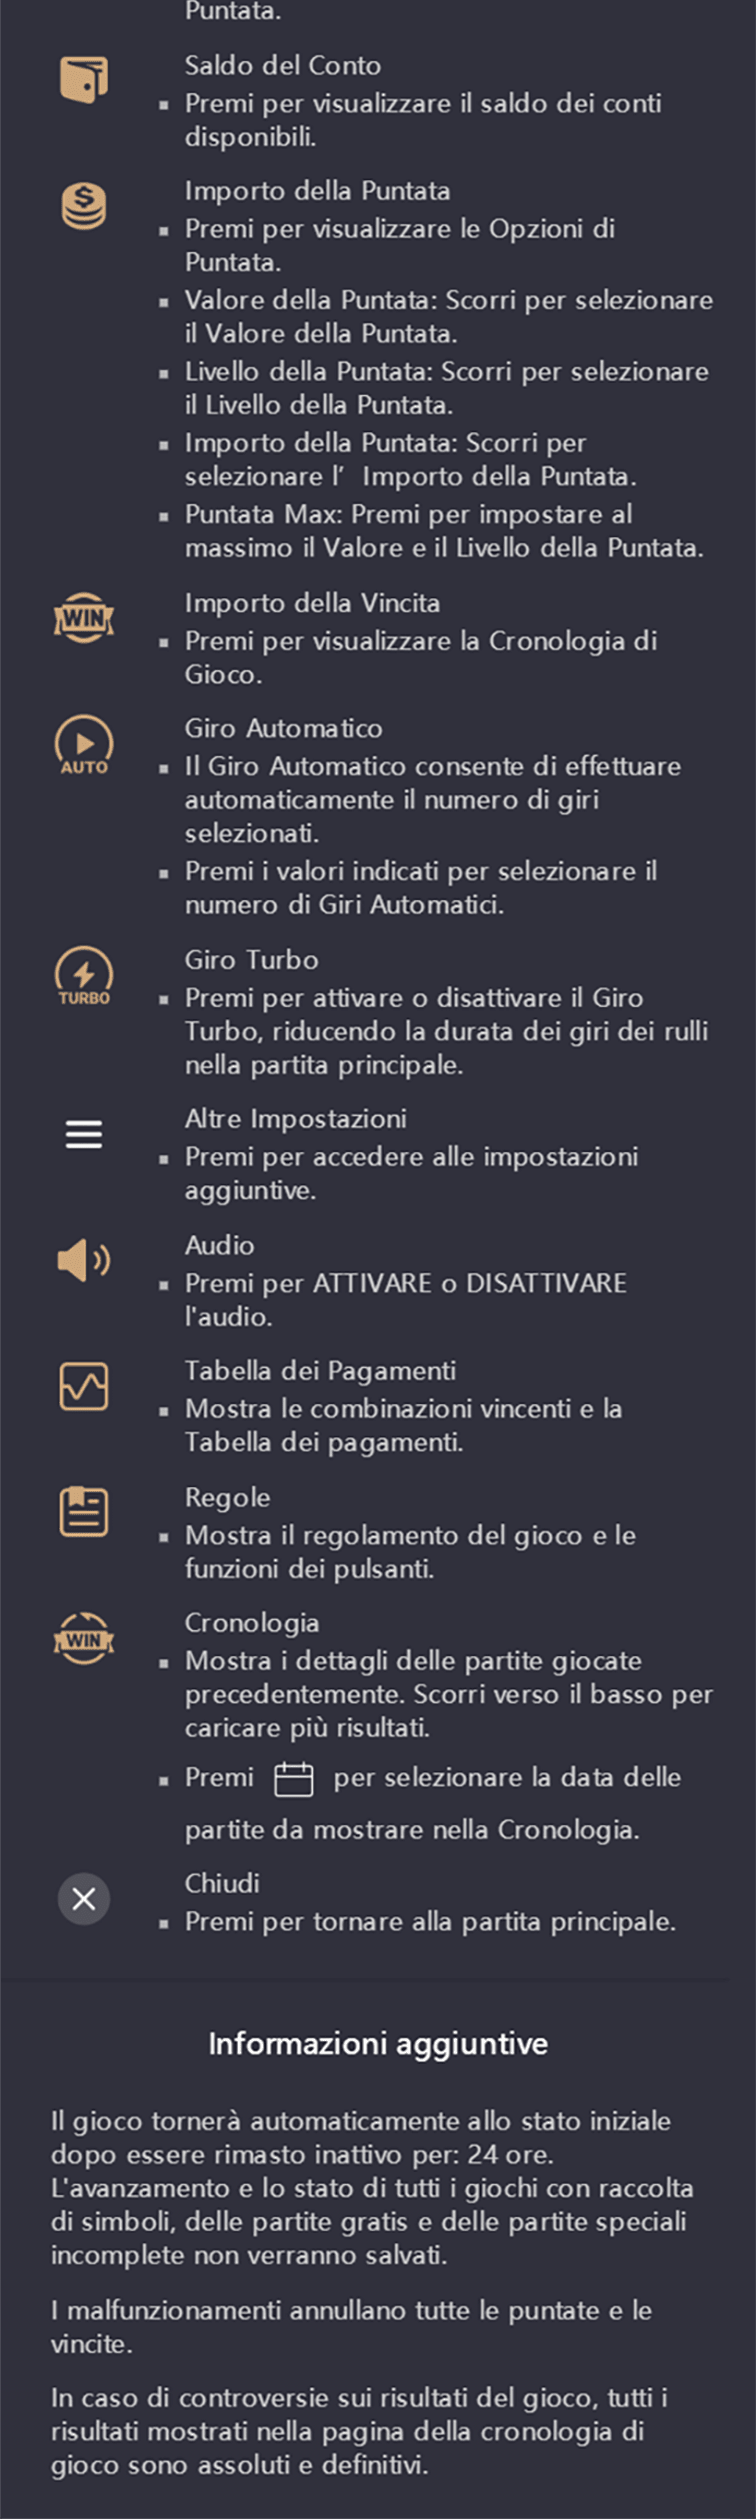 Puntata.
Saldo del Conto
▪ Premi per visualizzare il saldo dei conti
disponibili.
$
Importo della Puntata
▪ Premi per visualizzare le Opzioni di
Puntata.
▪ Valore della Puntata: Scorri per selezionare
il Valore della Puntata.
▪ Livello della Puntata: Scorri per selezionare
il Livello della Puntata.
▪ Importo della Puntata: Scorri per
selezionare l’ Importo della Puntata.
▪ Puntata Max: Premi per impostare al
massimo il Valore e il Livello della Puntata.
WIN
Importo della Vincita
▪ Premi per visualizzare la Cronologia di
Gioco.
AUTO
Giro Automatico
▪ Il Giro Automatico consente di effettuare
automaticamente il numero di giri
selezionati.
▪ Premi i valori indicati per selezionare il
numero di Giri Automatici.
TURBO
Giro Turbo
▪ Premi per attivare o disattivare il Giro
Turbo, riducendo la durata dei giri dei rulli
nella partita principale.
Altre Impostazioni
▪ Premi per accedere alle impostazioni
aggiuntive.
Audio
▪ Premi per ATTIVARE o DISATTIVARE
l'audio.
Tabella dei Pagamenti
▪ Mostra le combinazioni vincenti e la
Tabella dei pagamenti.
Regole
▪ Mostra il regolamento del gioco e le
funzioni dei pulsanti.
WIN
Cronologia
▪ Mostra i dettagli delle partite giocate
precedentemente. Scorri verso il basso per
caricare più risultati.
▪ Premi per selezionare la data delle
partite da mostrare nella Cronologia.
Chiudi
▪ Premi per tornare alla partita principale.
Informazioni aggiuntive
Il gioco tornerà automaticamente allo stato iniziale
dopo essere rimasto inattivo per: 24 ore.
L'avanzamento e lo stato di tutti i giochi con raccolta
di simboli, delle partite gratis e delle partite speciali
incomplete non verranno salvati.
I malfunzionamenti annullano tutte le puntate e le
vincite.
In caso di controversie sui risultati del gioco, tutti i
risultati mostrati nella pagina della cronologia di
gioco sono assoluti e definitivi.